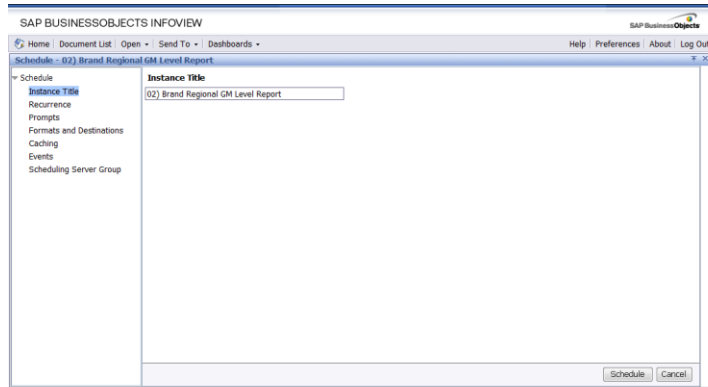 SAP BUSINESSOBJECTS INFOVIEW
SAP BusinessObjects
Home Document List Open Send To Dashboards Help Preferences About Log Out
Schedule - 02) Brand Regional GM Level Report
Schedule
Instance Title
Recurrence
Prompts
Formats and Destinations
Caching
Events
Scheduling Server Group
Instance Title
02) Brand Regional GM Level Report
Schedule Cancel